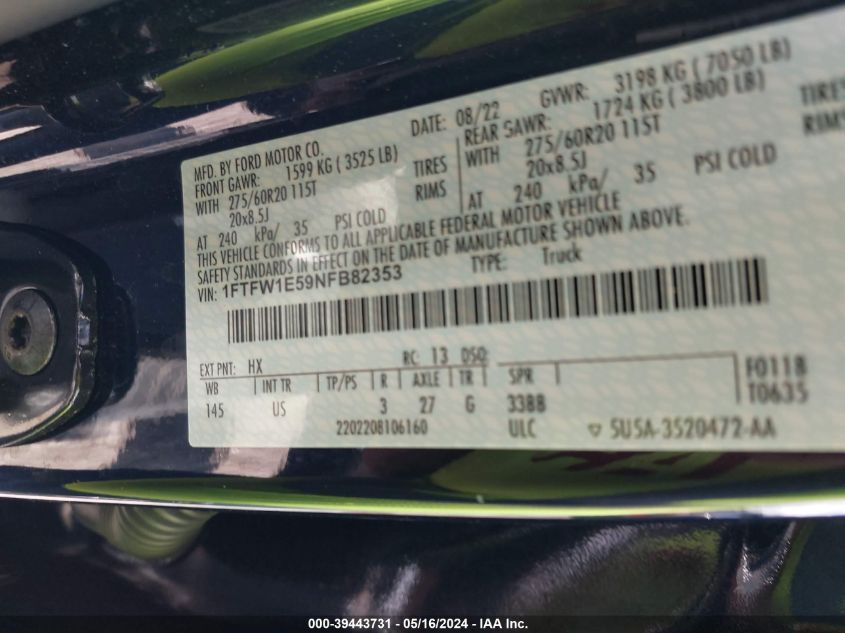 MFD. BY FORD MOTOR CO. DATE: 08/22 GVWR: 3198 KG ( 7050 LB)
FRONT GAWR: 1599 KG ( 3525 LB) REAR SAWR: 1724 KG ( 3800 LB)
WITH 275/60R20 115T TIRES WITH 275/60R20 115T TIRES
20x8.5J RIMS 20x8.5J RIMS
AT 240 kPa/ 35 PSI COLD AT 240 kPa/ 35 PSI COLD
THIS VEHICLE CONFORMS TO ALL APPLICABLE FEDERAL MOTOR VEHICLE
SAFETY STANDARDS IN EFFECT ON THE DATE OF MANUFACTURE SHOWN ABOVE.
VIN: 1FTFW1E59NFB82353 TYPE: Truck
EXT PNT: HX RC: 13 DSO: F0118
WB INT TR TP/PS R AXLE TR SPR T0635
145 US 3 27 G 3388
2202208106160 ULC ▽ 5U5A-3520472-AA
000-39443731 - 05/16/2024 - IAA Inc.